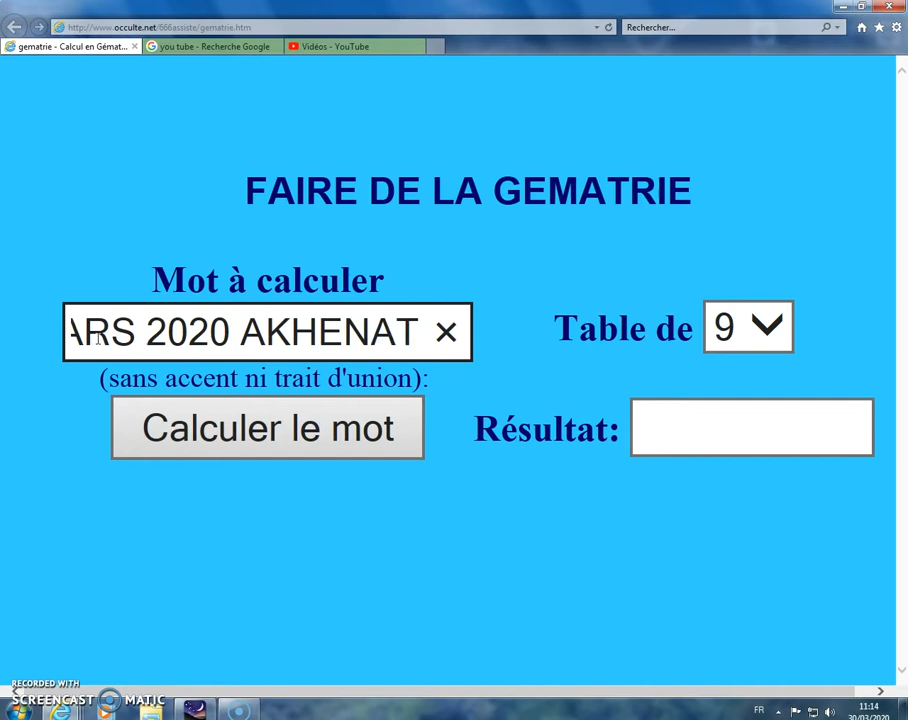 http://www.occulte.net/666assiste/gematrie.htm
Rechercher...
gematrie - Calcul en Gémat...
you tube - Recherche Google
Vidéos - YouTube
FAIRE DE LA GEMATRIE
Mot à calculer
ARS 2020 AKHENAT
Table de 9
(sans accent ni trait d'union):
Calculer le mot
Résultat:
RECORDED WITH
SCREENCAST MATIC
FR
11:14
30/03/2020